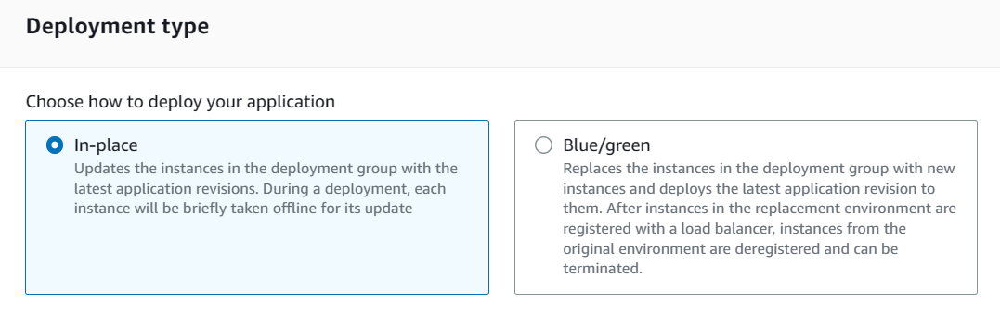 Deployment type
Choose how to deploy your application
In-place
Updates the instances in the deployment group with the
latest application revisions. During a deployment, each
instance will be briefly taken offline for its update
Blue/green
Replaces the instances in the deployment group with new
instances and deploys the latest application revision to
them. After instances in the replacement environment are
registered with a load balancer, instances from the
original environment are deregistered and can be
terminated.